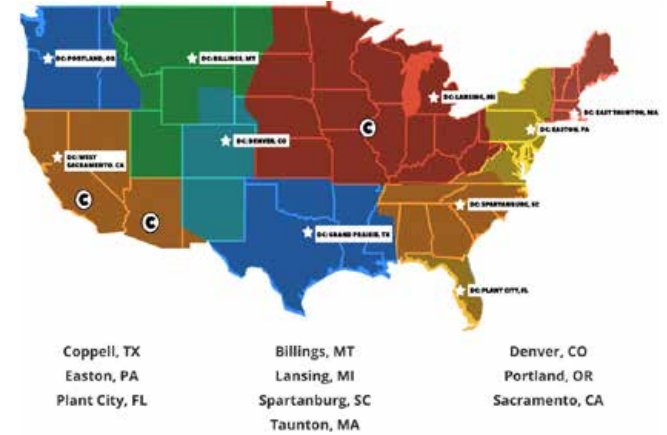 DC: PORTLAND, OR
DC: BILLINGS, MT
DC: LANSING, MI
DC: EAST TAUNTON, MA
DC: EASTON, PA
C
DC: DENVER, CO
DC: WEST
SACRAMENTO, CA
C
C
DC: SPARTANBURG, SC
DC: GRAND PRAIRIE, TX
DC: PLANT CITY, FL
Coppell, TX
Billings, MT
Denver, CO
Easton, PA
Lansing, MI
Portland, OR
Plant City, FL
Spartanburg, SC
Sacramento, CA
Taunton, MA